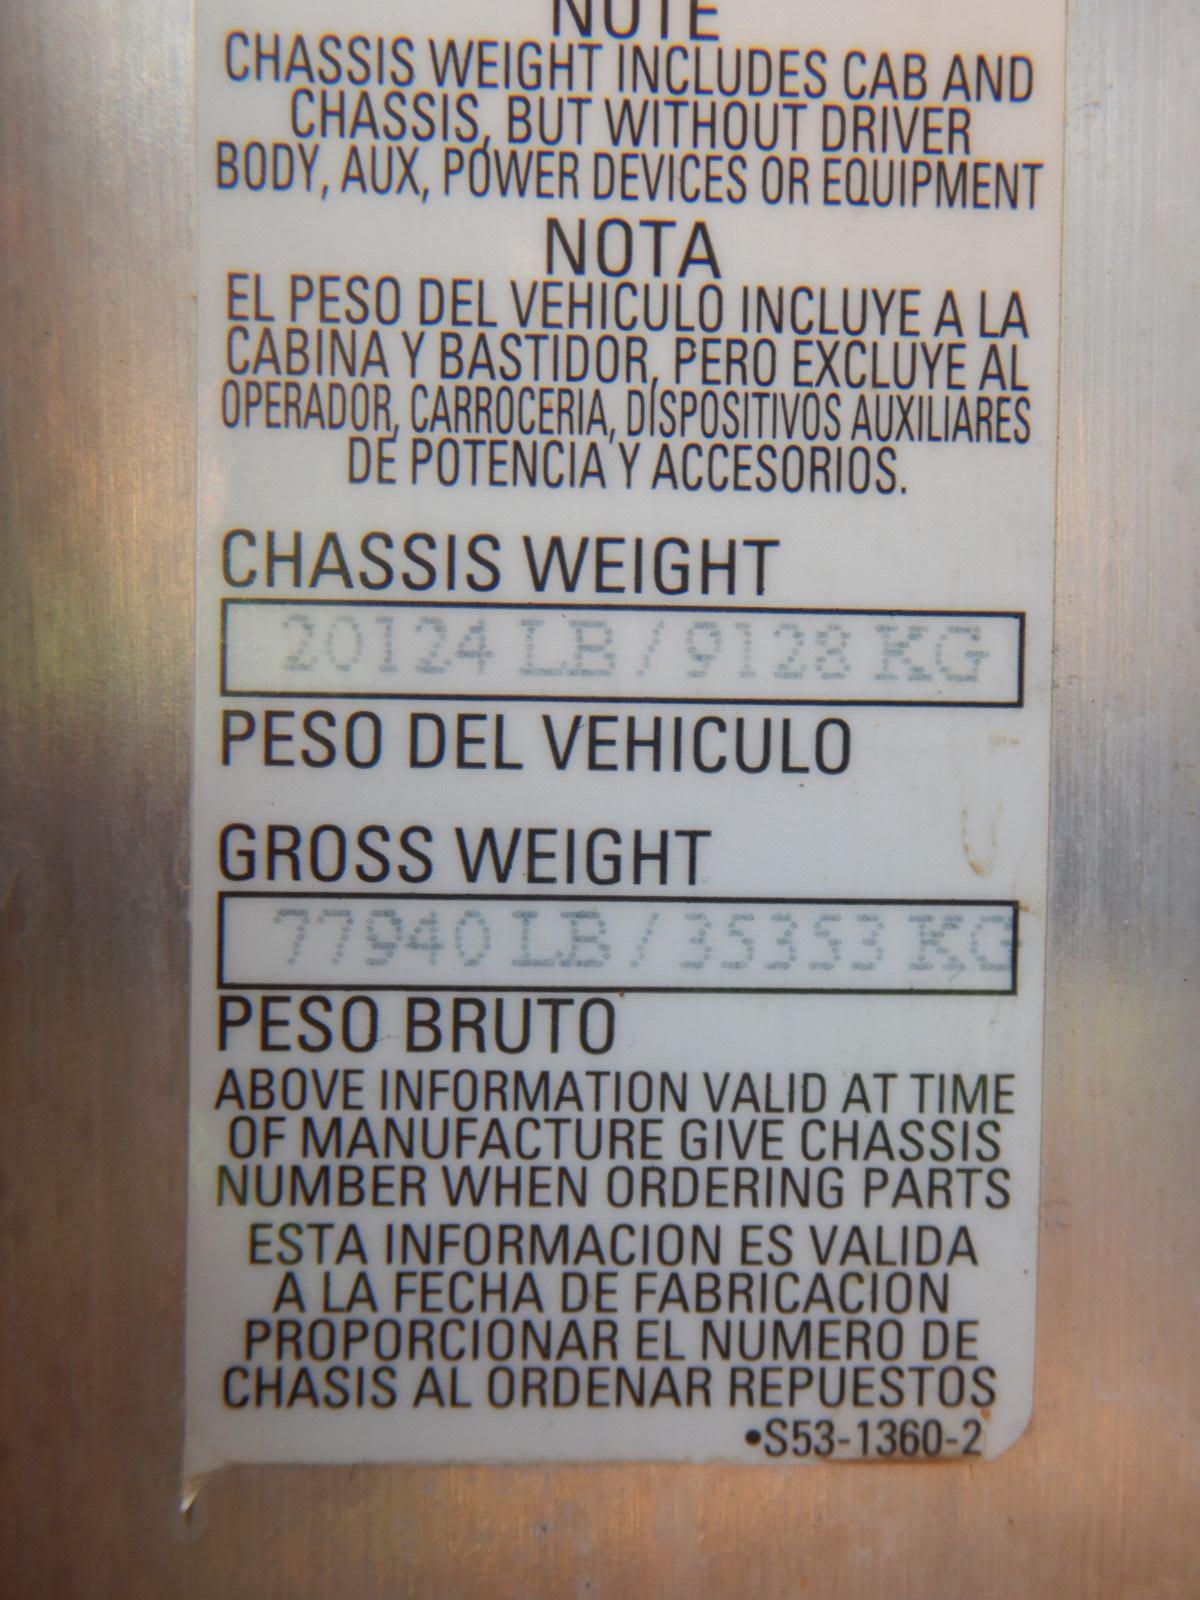 NOTE
CHASSIS WEIGHT INCLUDES CAB AND
CHASSIS, BUT WITHOUT DRIVER
BODY, AUX, POWER DEVICES OR EQUIPMENT
NOTA
EL PESO DEL VEHICULO INCLUYE A LA
CABINA Y BASTIDOR, PERO EXCLUYE AL
OPERADOR, CARROCERIA, DISPOSITIVOS AUXILIARES
DE POTENCIA Y ACCESORIOS.
CHASSIS WEIGHT
20124 LB / 9128 KG
PESO DEL VEHICULO
GROSS WEIGHT
77940 LB / 35353 KG
PESO BRUTO
ABOVE INFORMATION VALID AT TIME
OF MANUFACTURE GIVE CHASSIS
NUMBER WHEN ORDERING PARTS
ESTA INFORMACION ES VALIDA
A LA FECHA DE FABRICACION
PROPORCIONAR EL NUMERO DE
CHASIS AL ORDENAR REPUESTOS
•S53-1360-2